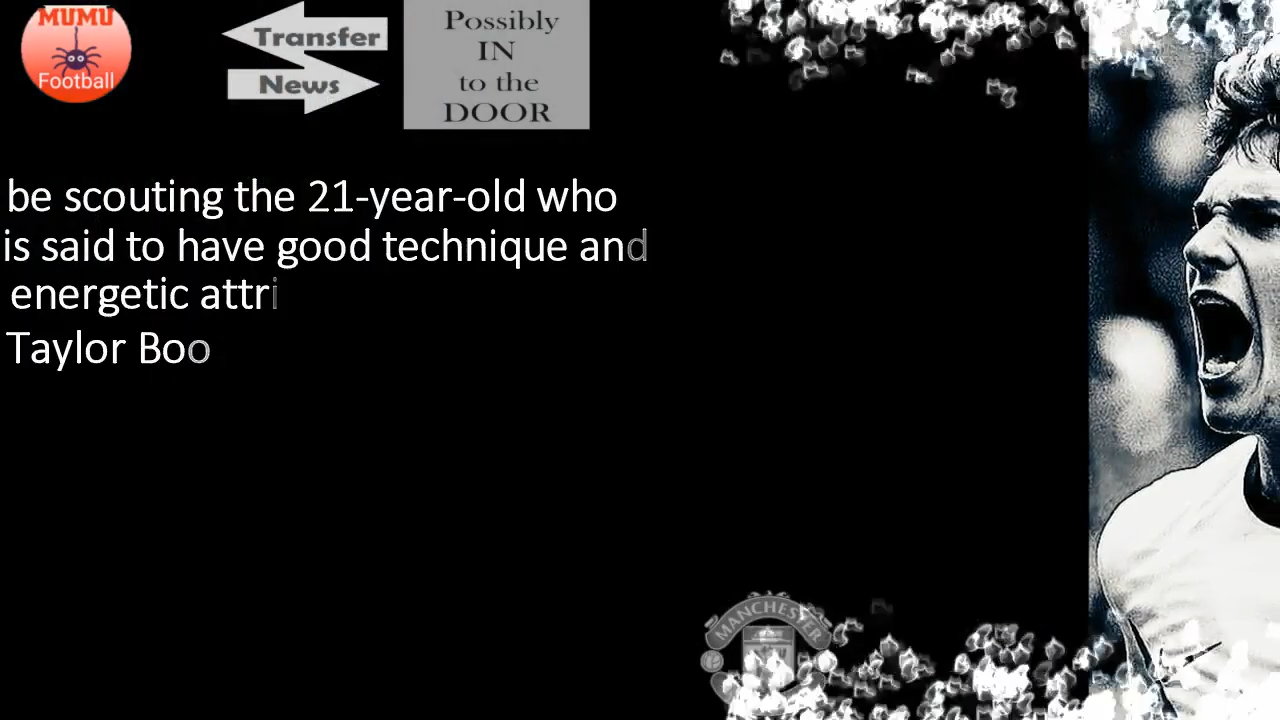 MUMU
Football
Transfer
News
Possibly
IN
to the
DOOR
be scouting the 21-year-old who
is said to have good technique and
energetic attri
Taylor Boo
MANCHESTER